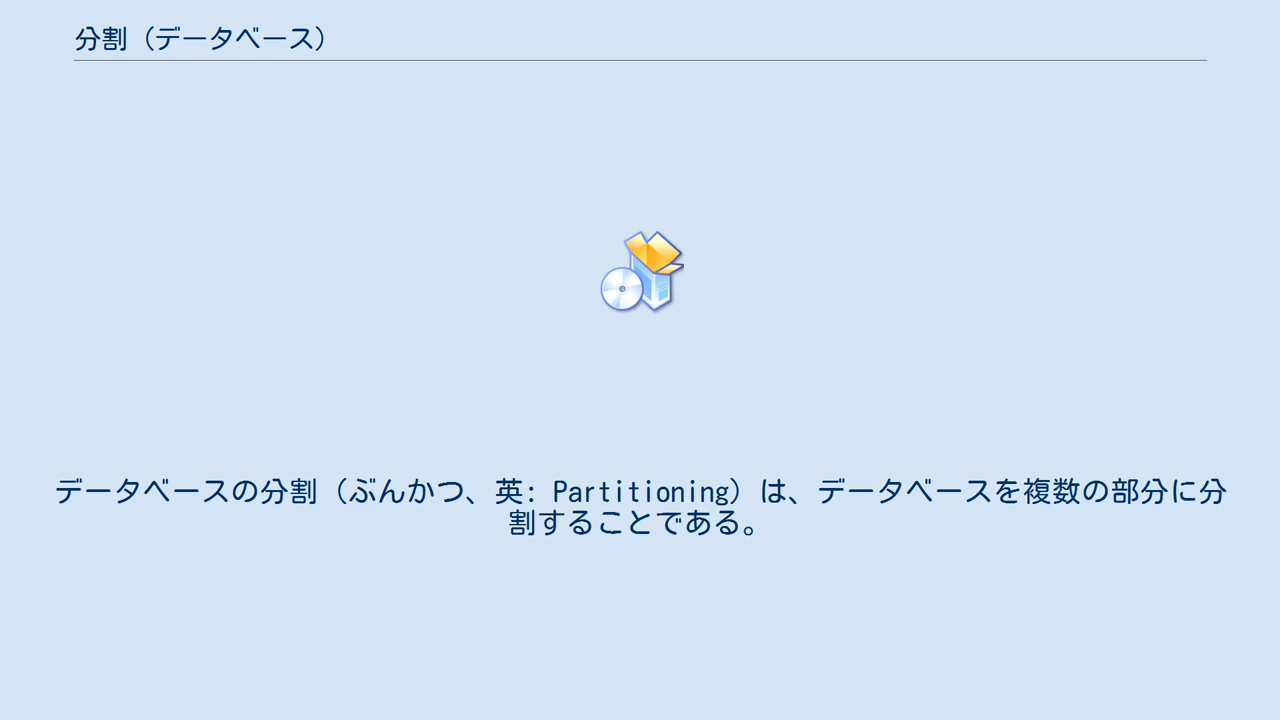 分割（データベース）
データベースの分割（ぶんかつ、英: Partitioning）は、データベースを複数の部分に分
割することである。